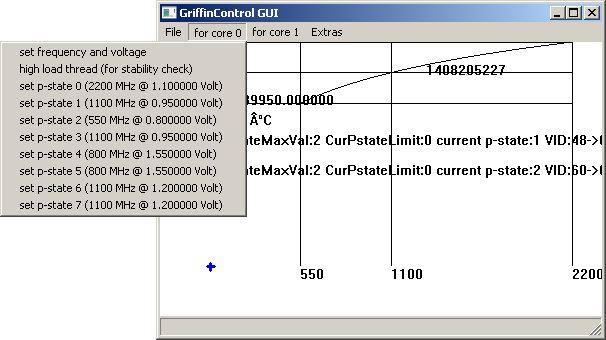 GriffinControl GUI
File for core 0 for core 1 Extras
set frequency and voltage
high load thread (for stability check)
set p-state 0 (2200 MHz @ 1.100000 Volt)
set p-state 1 (1100 MHz @ 0.950000 Volt)
set p-state 2 (550 MHz @ 0.800000 Volt)
set p-state 3 (1100 MHz @ 0.950000 Volt)
set p-state 4 (800 MHz @ 1.550000 Volt)
set p-state 5 (800 MHz @ 1.550000 Volt)
set p-state 6 (1100 MHz @ 1.200000 Volt)
set p-state 7 (1100 MHz @ 1.200000 Volt)
1408205227
39950.000000
Â°C
ateMaxVal:2 CurPstateLimit:0 current p-state:1 VID:48->
ateMaxVal:2 CurPstateLimit:0 current p-state:2 VID:60->
550 1100 2200